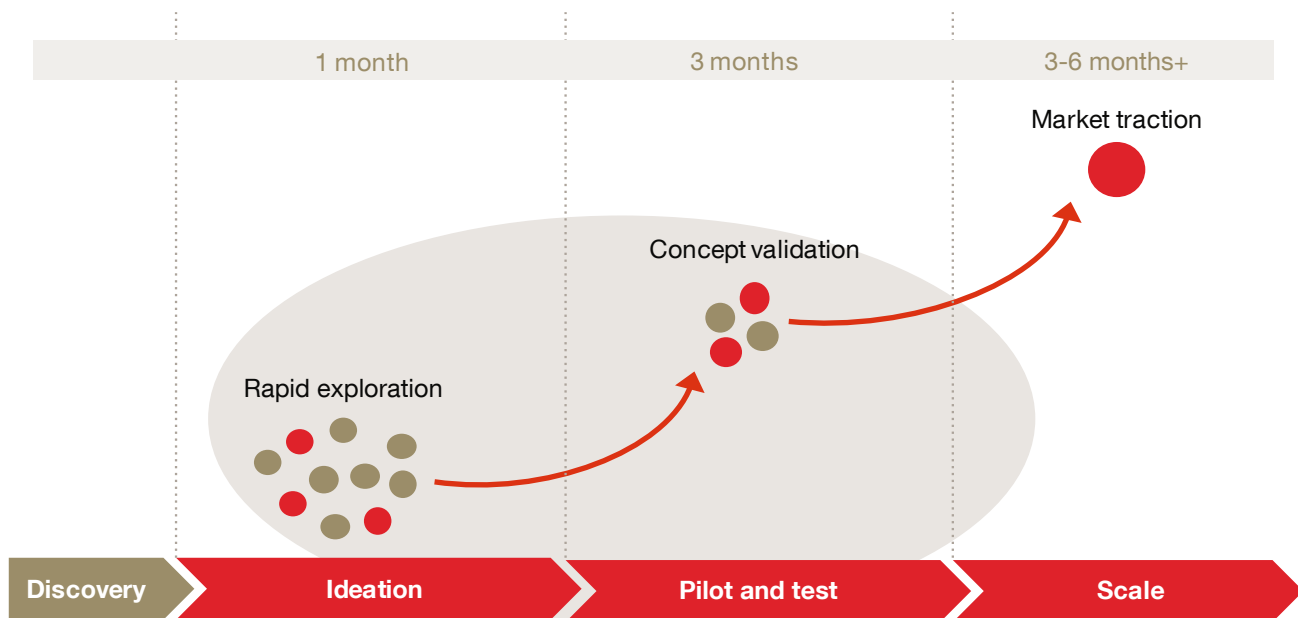 1 month
3 months
3-6 months+
Market traction
Concept validation
Rapid exploration
Discovery
Ideation
Pilot and test
Scale